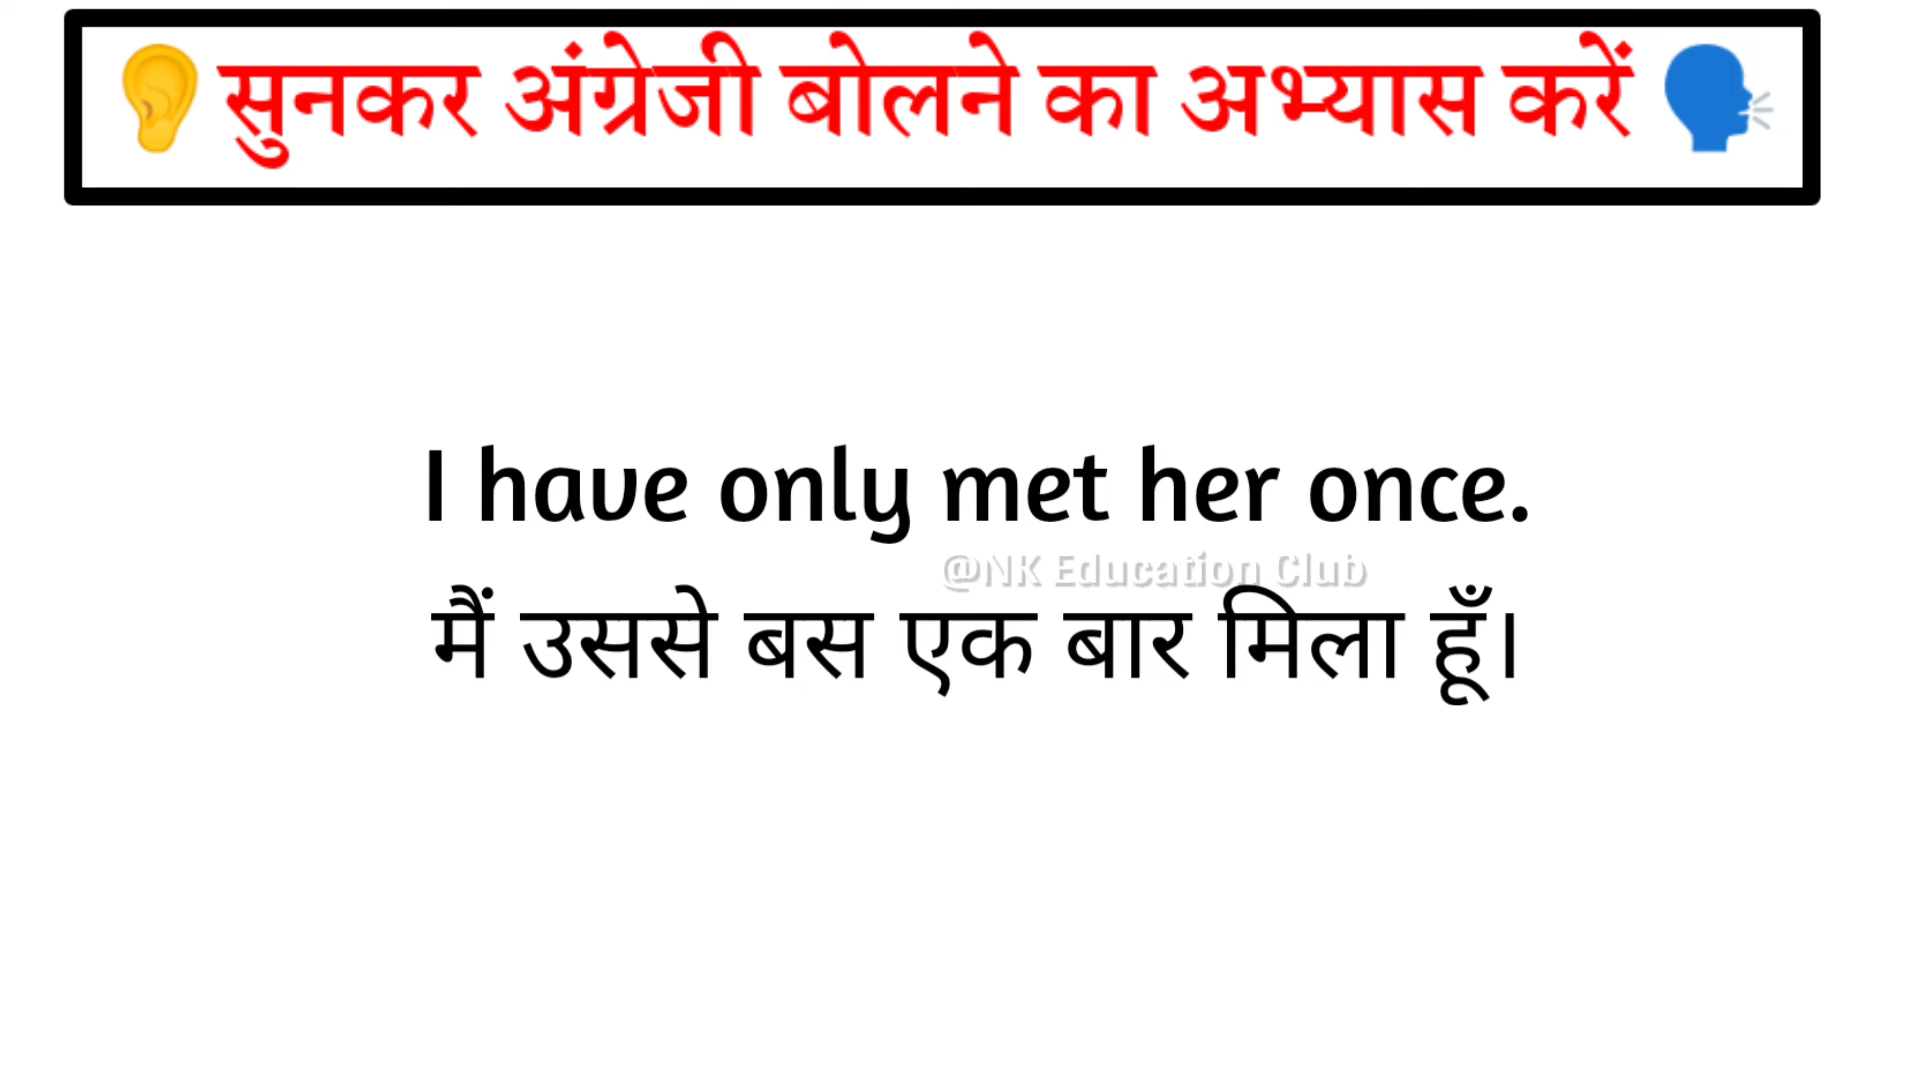 👂सुनकर अंग्रेजी बोलने का अभ्यास करें🗣️
I have only met her once.
@NK Education Club
मैं उससे बस एक बार मिला हूँ।